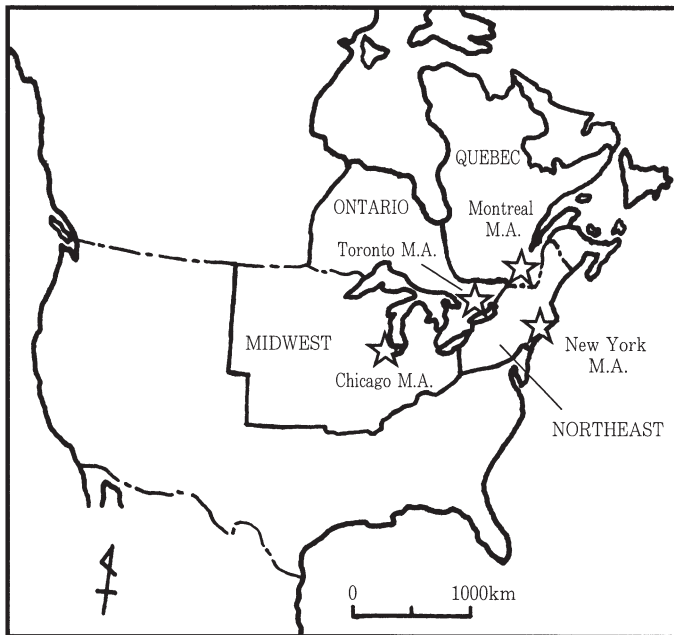 QUEBEC
ONTARIO
Montreal
M.A.
Toronto M.A.
MIDWEST
New York
M.A.
Chicago M.A.
NORTHEAST
0 1000km